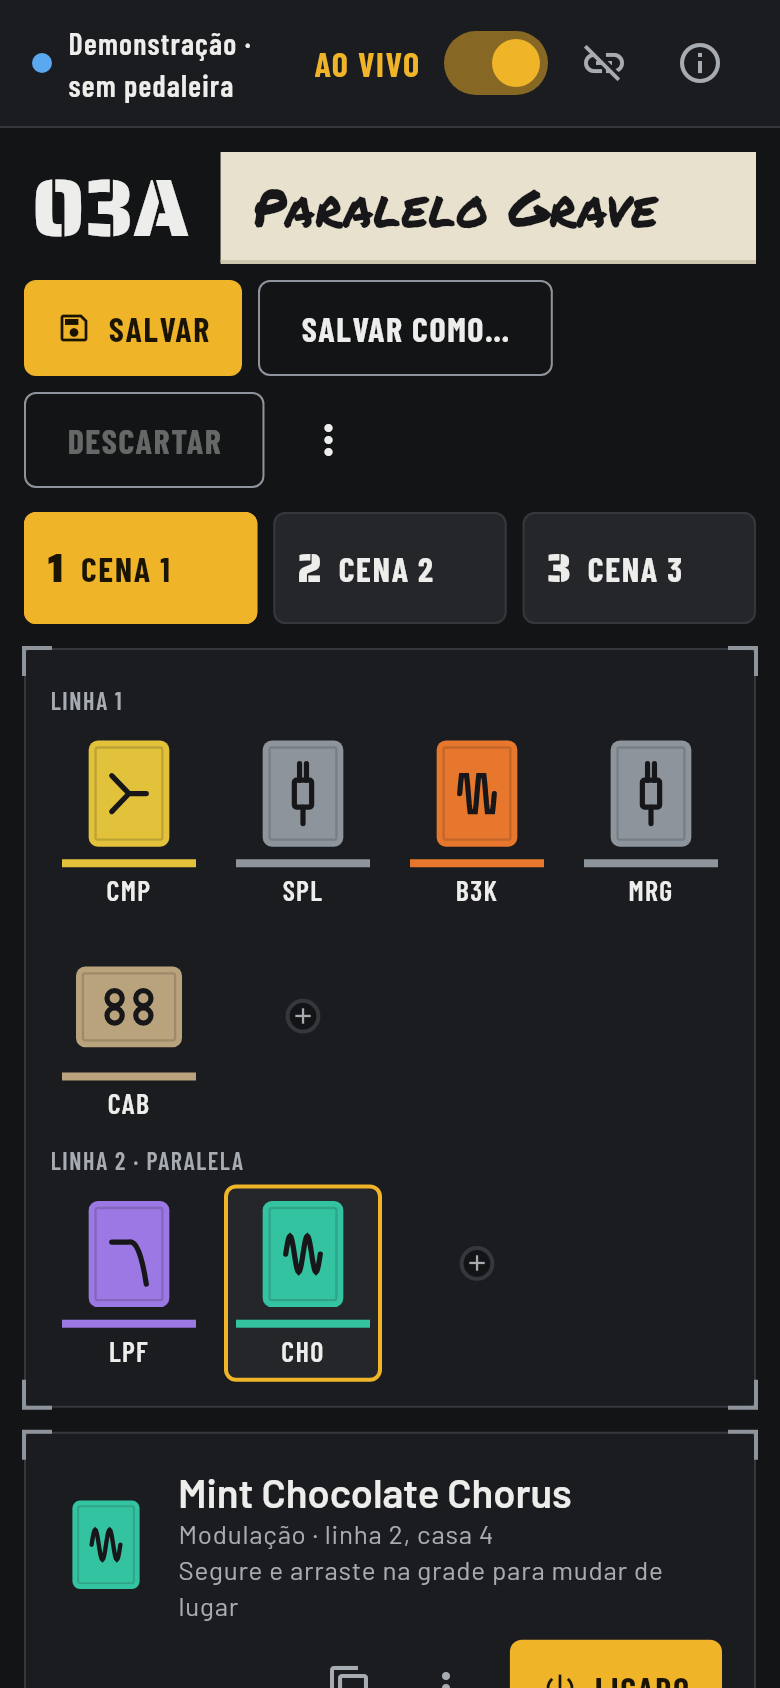 Demonstração ·
sem pedaleira
AO VIVO
03A
Paralelo Grave
SALVAR
SALVAR COMO...
DESCARTAR
1 CENA 1
2 CENA 2
3 CENA 3
LINHA 1
CMP
SPL
B3K
MRG
88
CAB
LINHA 2 · PARALELA
LPF
CHO
Mint Chocolate Chorus
Modulação · linha 2, casa 4
Segure e arraste na grade para mudar de
lugar
LIGADO